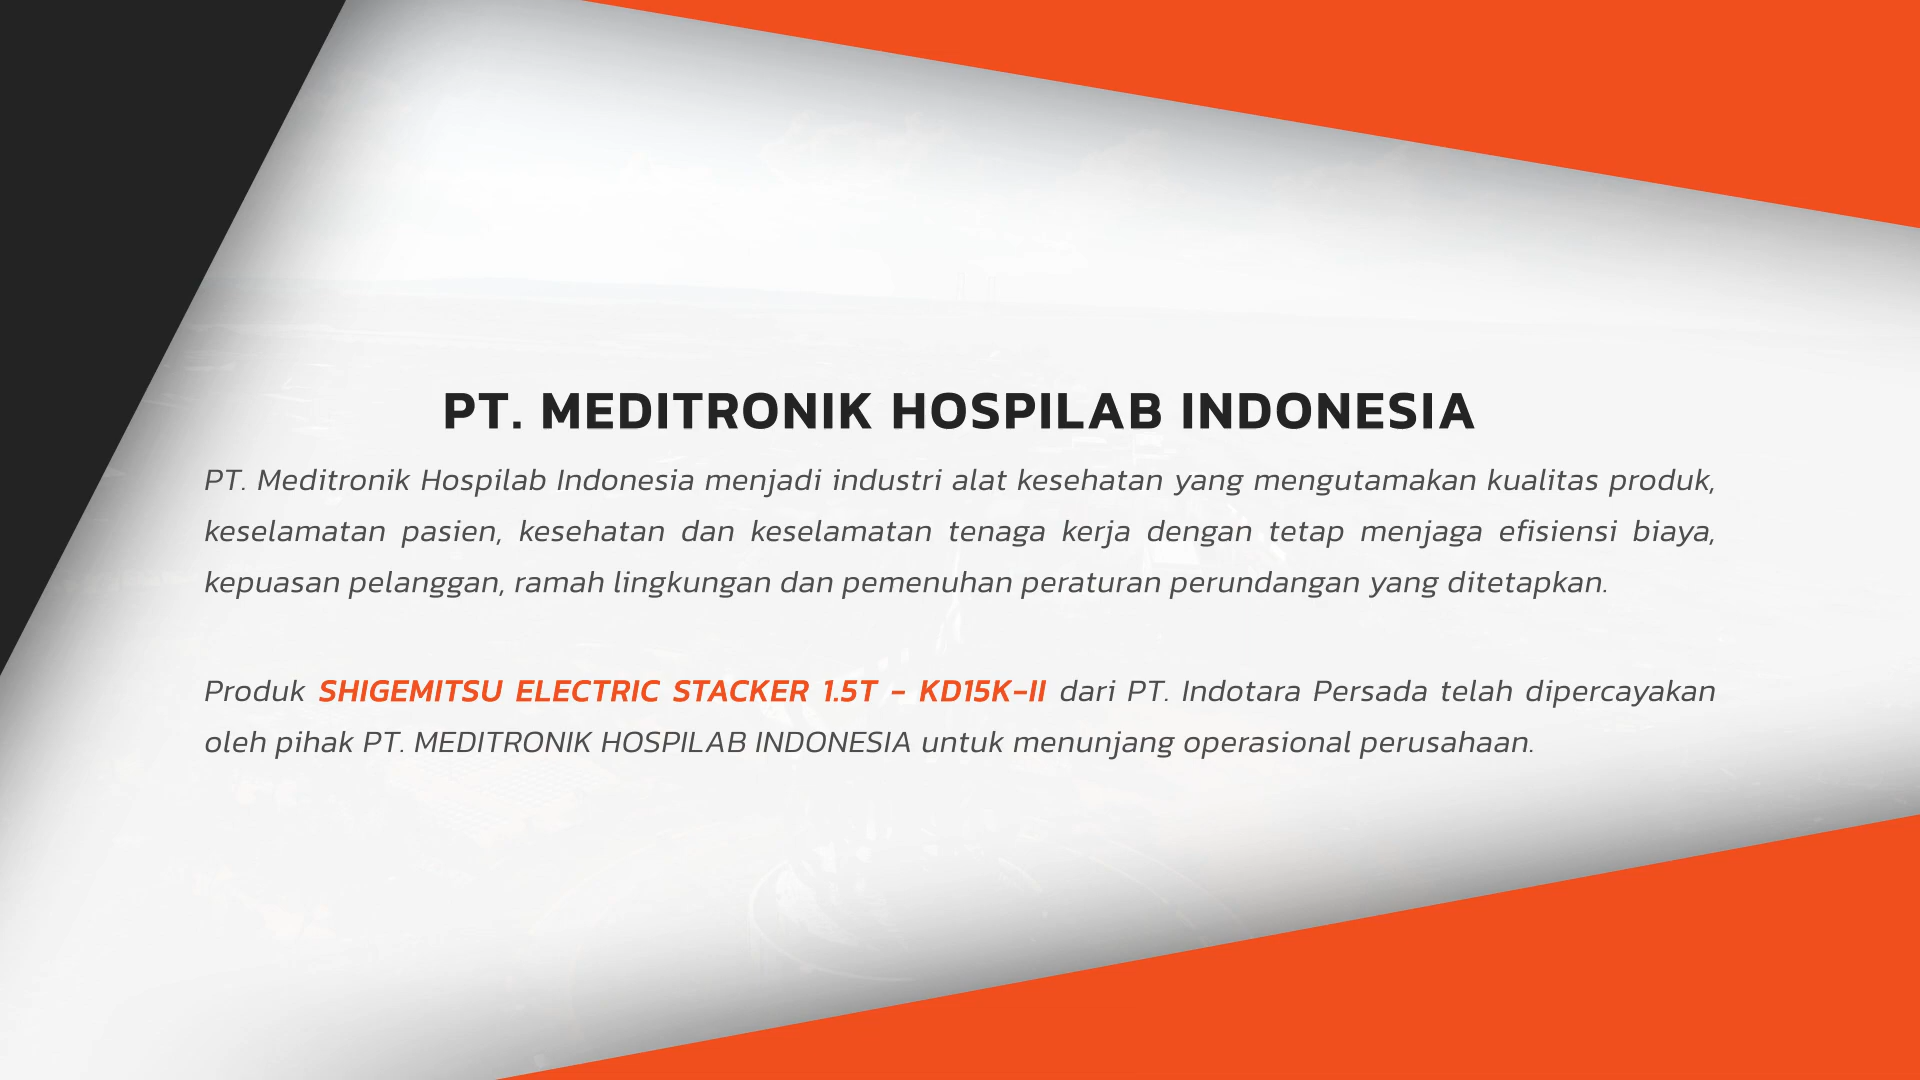 PT. MEDITRONIK HOSPILAB INDONESIA
PT. Meditronik Hospilab Indonesia menjadi industri alat kesehatan yang mengutamakan kualitas produk,
keselamatan pasien, kesehatan dan keselamatan tenaga kerja dengan tetap menjaga efisiensi biaya,
kepuasan pelanggan, ramah lingkungan dan pemenuhan peraturan perundangan yang ditetapkan.
Produk SHIGEMITSU ELECTRIC STACKER 1.5T - KD15K-II dari PT. Indotara Persada telah dipercayakan
oleh pihak PT. MEDITRONIK HOSPILAB INDONESIA untuk menunjang operasional perusahaan.